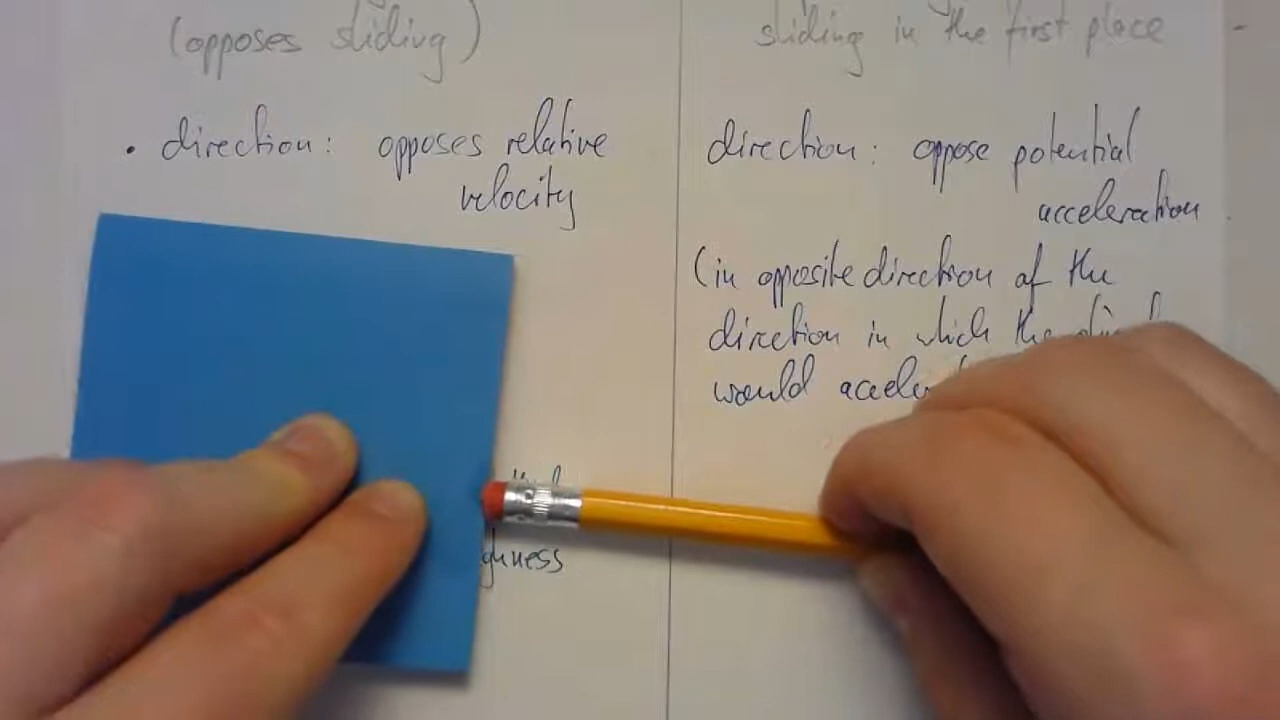 (opposes sliding)
• direction: opposes relative
velocity
sliding in the first place
direction: oppose potential
acceleration
(in opposite direction of the
direction in which the
would